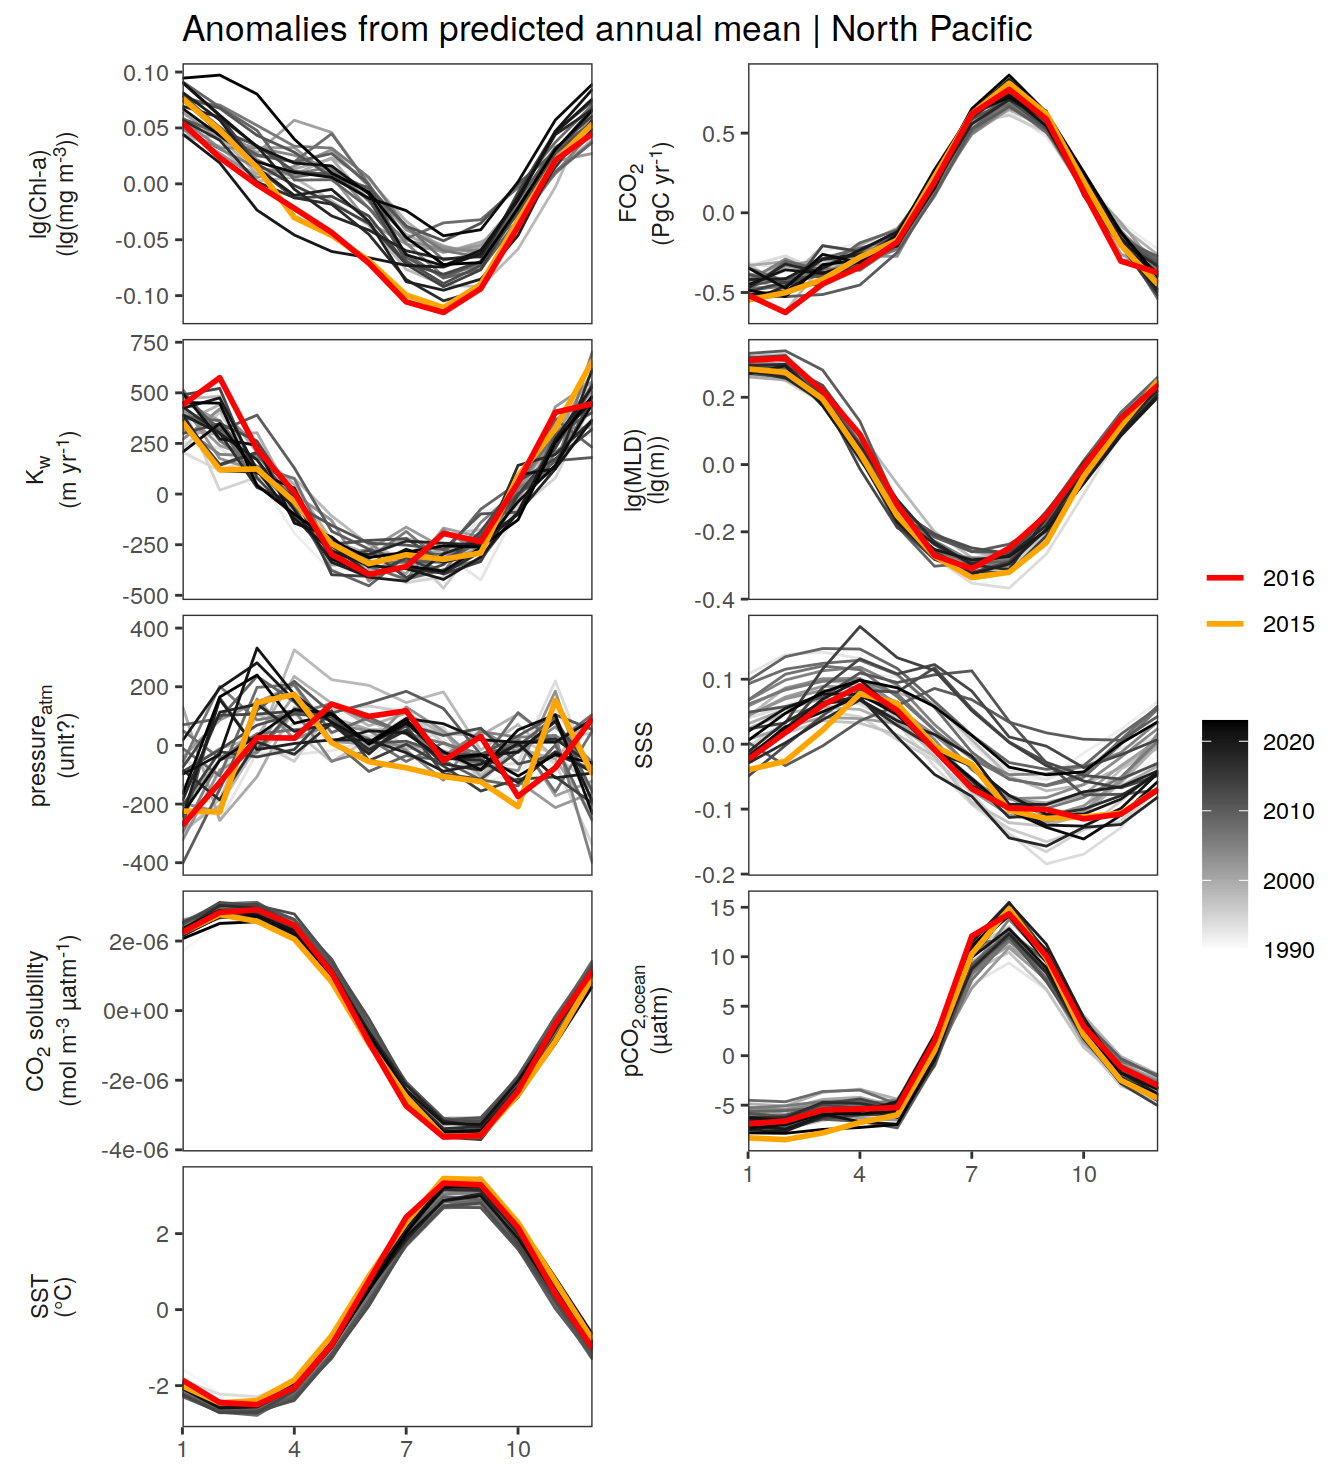 Anomalies from predicted annual mean | North Pacific
lg(Chl-a)
(lg(mg m⁻³))
0.10
0.05
0.00
-0.05
-0.10
FCO₂
(PgC yr⁻¹)
0.5
0.0
-0.5
K_w
(m yr⁻¹)
750
500
250
0
-250
-500
lg(MLD)
(lg(m))
0.2
0.0
-0.2
-0.4
pressure_atm
(unit?)
400
200
0
-200
-400
SSS
0.1
0.0
-0.1
-0.2
CO₂ solubility
(mol m⁻³ µatm⁻¹)
2e-06
0e+00
-2e-06
-4e-06
pCO₂,ocean
(µatm)
15
10
5
0
-5
1 4 7 10
SST
(°C)
2
0
-2
1 4 7 10
2016
2015
2020
2010
2000
1990